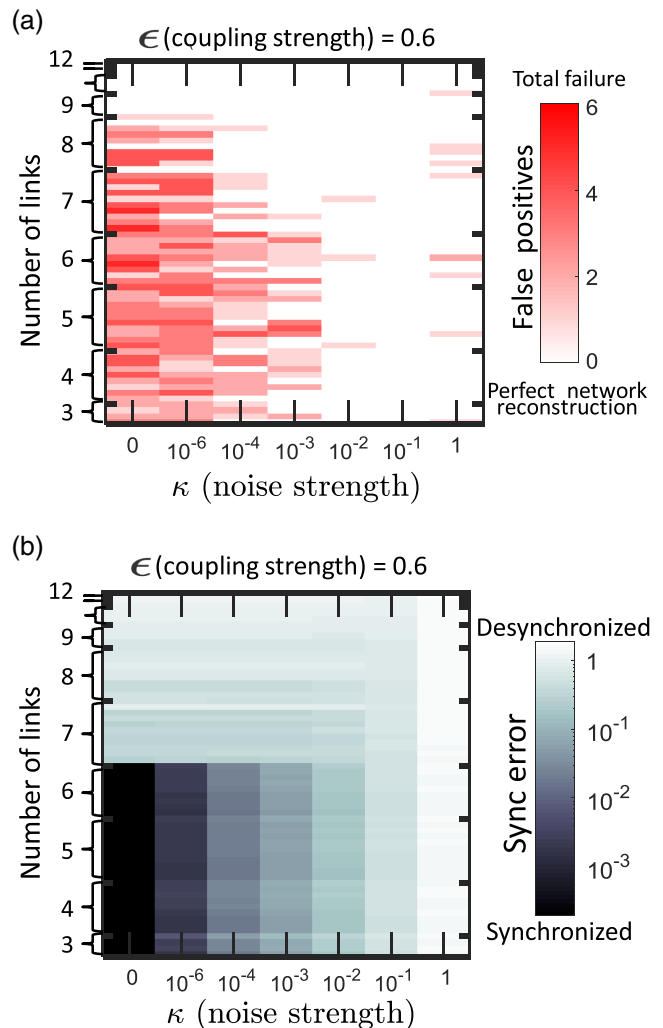 (a)
ϵ (coupling strength) = 0.6
12
9
8
7
6
5
4
3
Number of links
0 10⁻⁶ 10⁻⁴ 10⁻³ 10⁻² 10⁻¹ 1
κ (noise strength)
Total failure
6
4
2
0
False positives
Perfect network
reconstruction
(b)
ϵ (coupling strength) = 0.6
12
9
8
7
6
5
4
3
Number of links
0 10⁻⁶ 10⁻⁴ 10⁻³ 10⁻² 10⁻¹ 1
κ (noise strength)
Desynchronized
1
10⁻¹
10⁻²
10⁻³
Sync error
Synchronized